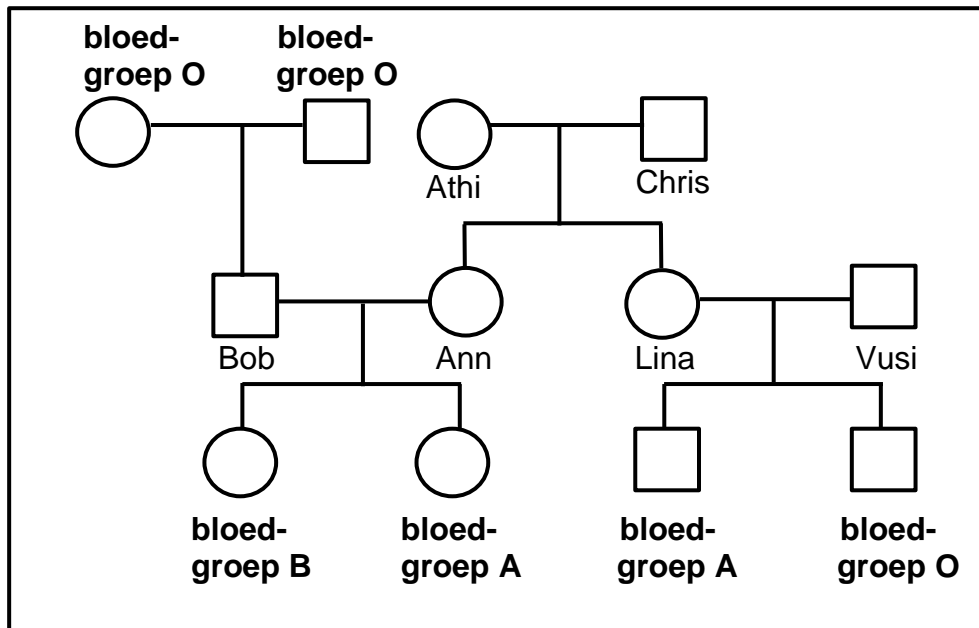 bloed-
groep O
bloed-
groep O
Athi
Chris
Bob
Ann
Lina
Vusi
bloed-
groep B
bloed-
groep A
bloed-
groep A
bloed-
groep O